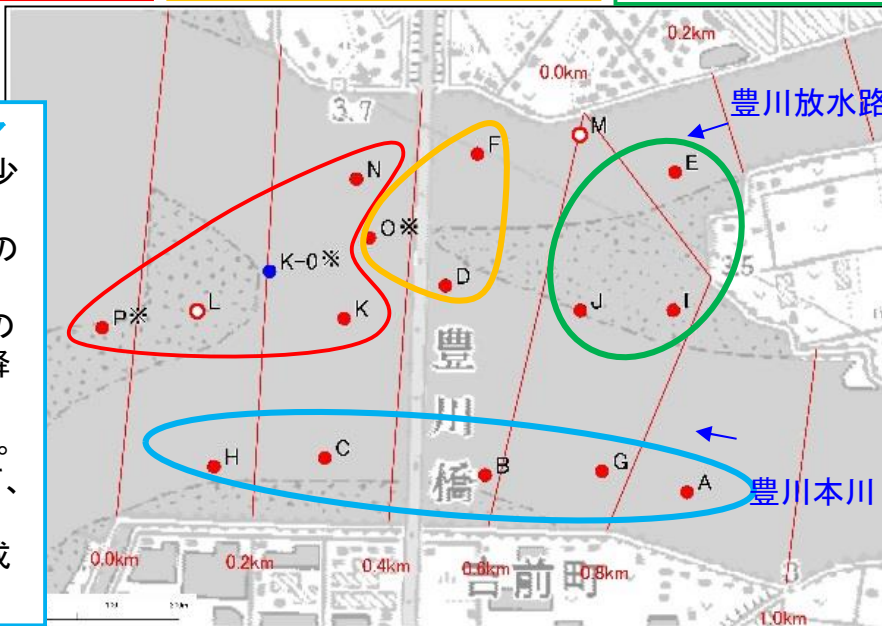 0.2km
0.0km
3.7
豊川放水路
M
F
E
N
O※
K-0※
3.5
D
P※
L
K
J
I
豊川橋
H
C
B
G
A
豊川本川
0.0km
0.2km
0.4km
0.6km
0.8km
1.0km
前町
少
の
の
降
。
、
成